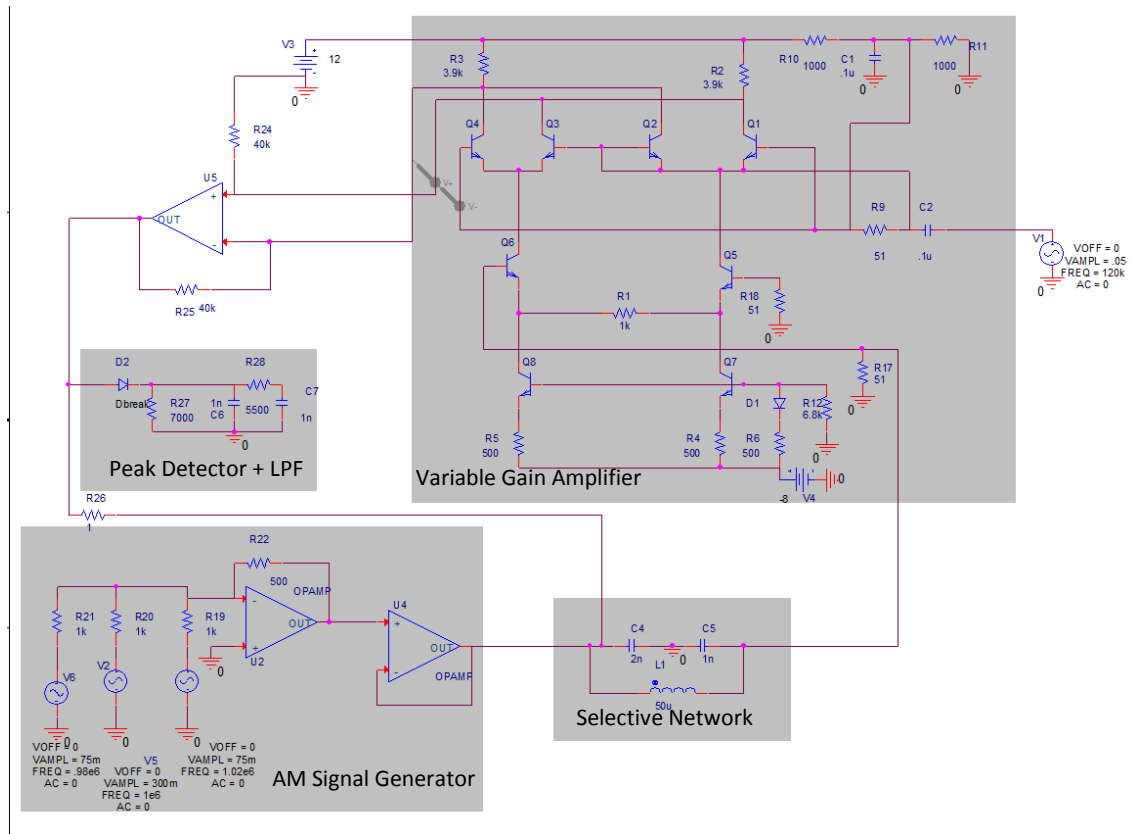 V3
12
0
R3
3.9k
R2
3.9k
R10
1000
C1
.1u
0
R11
1000
0
R24
40k
U5
+
-
OUT
R25
40k
Q4
Q3
Q2
Q1
V+
V-
R9
51
C2
.1u
V1
VOFF = 0
VAMPL = .05
FREQ = 120k
AC = 0
0
Q6
Q5
R18
51
0
R1
1k
Q8
Q7
R17
51
0
D1
R12
6.8k
0
R5
500
R4
500
R6
500
-8
V4
0
Variable Gain Amplifier
D2
Dbreak
R27
7000
1n
C6
R28
5500
C7
1n
0
Peak Detector + LPF
R26
1
R22
500
OPAMP
R21
1k
R20
1k
R19
1k
-
+
OUT
U2
0
U4
+
-
OUT
OPAMP
V6
V2
0
0
0
VOFF = 0
VAMPL = 75m
FREQ = .98e6
AC = 0
V5
VOFF = 0
VAMPL = 300m
FREQ = 1e6
AC = 0
VOFF = 0
VAMPL = 75m
FREQ = 1.02e6
AC = 0
AM Signal Generator
C4
2n
0
C5
1n
L1
50u
Selective Network